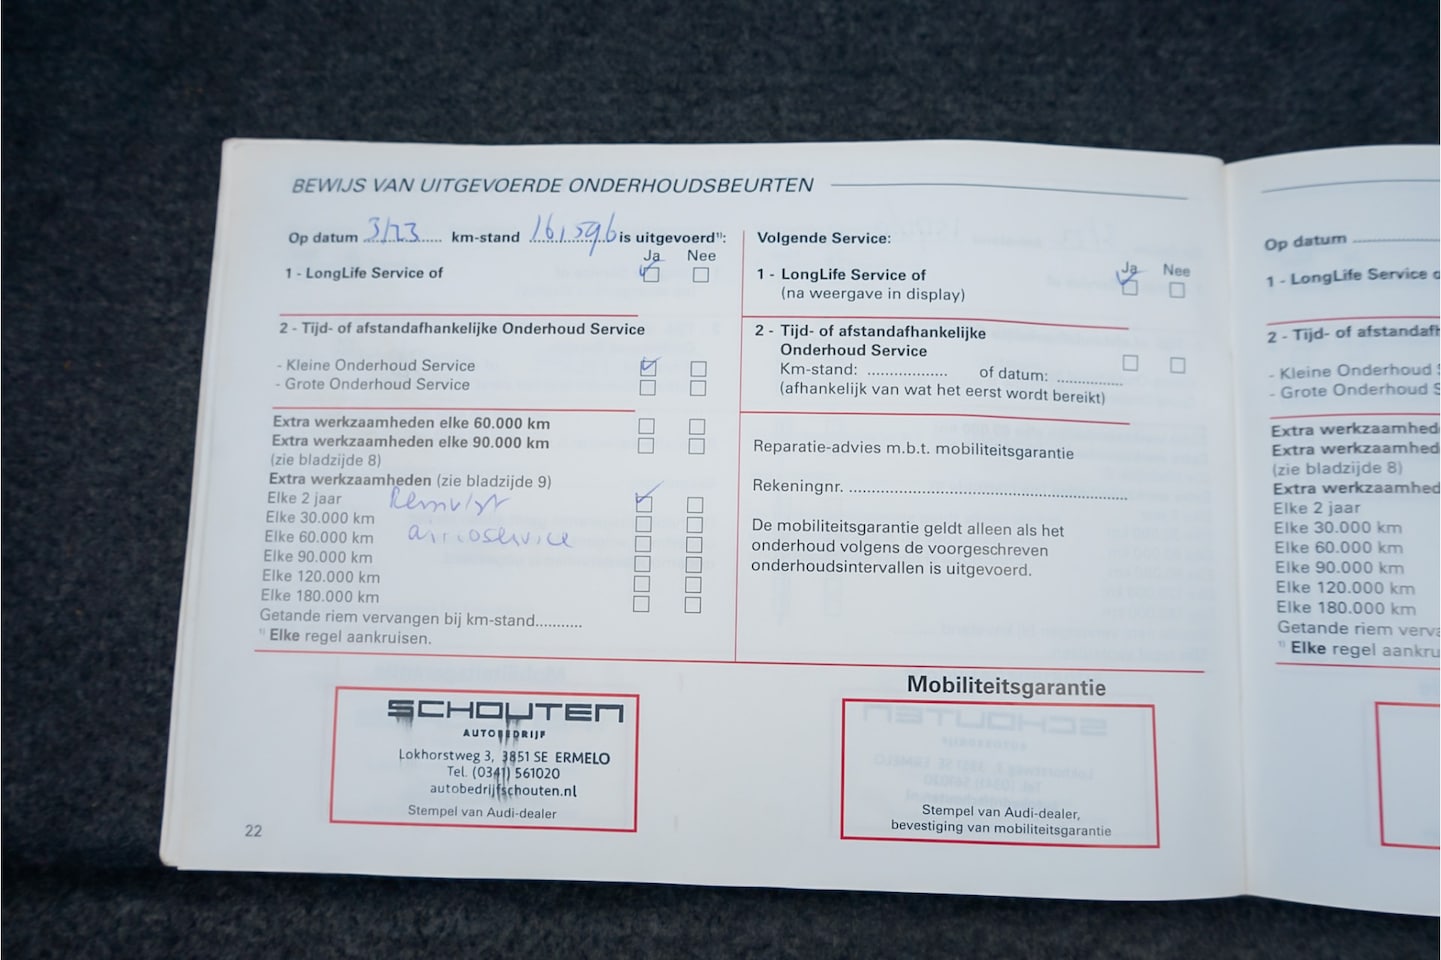 BEWIJS VAN UITGEVOERDE ONDERHOUDSBEURTEN
Op datum 3/23 km-stand 161,596 is uitgevoerd¹⁾:
Ja Nee
1 - LongLife Service of
2 - Tijd- of afstandafhankelijke Onderhoud Service
- Kleine Onderhoud Service
- Grote Onderhoud Service
Extra werkzaamheden elke 60.000 km
Extra werkzaamheden elke 90.000 km
(zie bladzijde 8)
Extra werkzaamheden (zie bladzijde 9)
Elke 2 jaar Remvlst
Elke 30.000 km
Elke 60.000 km aircoservice
Elke 90.000 km
Elke 120.000 km
Elke 180.000 km
Getande riem vervangen bij km-stand...........
¹⁾ Elke regel aankruisen.
SCHOUTEN
AUTOBEDRIJF
Lokhorstweg 3, 3851 SE ERMELO
Tel. (0341) 561020
autobedrijfschouten.nl
Stempel van Audi-dealer
22
Volgende Service:
Ja Nee
1 - LongLife Service of
(na weergave in display)
2 - Tijd- of afstandafhankelijke
Onderhoud Service
Km-stand: .................. of datum: ...............
(afhankelijk van wat het eerst wordt bereikt)
Reparatie-advies m.b.t. mobiliteitsgarantie
Rekeningnr. ................................................................
De mobiliteitsgarantie geldt alleen als het
onderhoud volgens de voorgeschreven
onderhoudsintervallen is uitgevoerd.
Mobiliteitsgarantie
Stempel van Audi-dealer,
bevestiging van mobiliteitsgarantie
Op datum ....................
1 - LongLife Service o
2 - Tijd- of afstandafh
- Kleine Onderhoud S
- Grote Onderhoud S
Extra werkzaamhed
Extra werkzaamhed
(zie bladzijde 8)
Extra werkzaamhed
Elke 2 jaar
Elke 30.000 km
Elke 60.000 km
Elke 90.000 km
Elke 120.000 km
Elke 180.000 km
Getande riem verva
¹⁾ Elke regel aankru